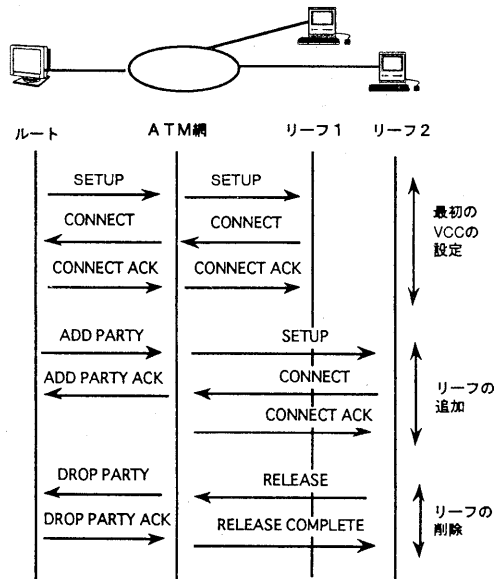 ルート ATM網 リーフ1 リーフ2
SETUP SETUP
CONNECT CONNECT
CONNECT ACK CONNECT ACK
最初の
VCCの
設定
ADD PARTY SETUP
ADD PARTY ACK CONNECT
CONNECT ACK
リーフの
追加
DROP PARTY RELEASE
DROP PARTY ACK RELEASE COMPLETE
リーフの
削除